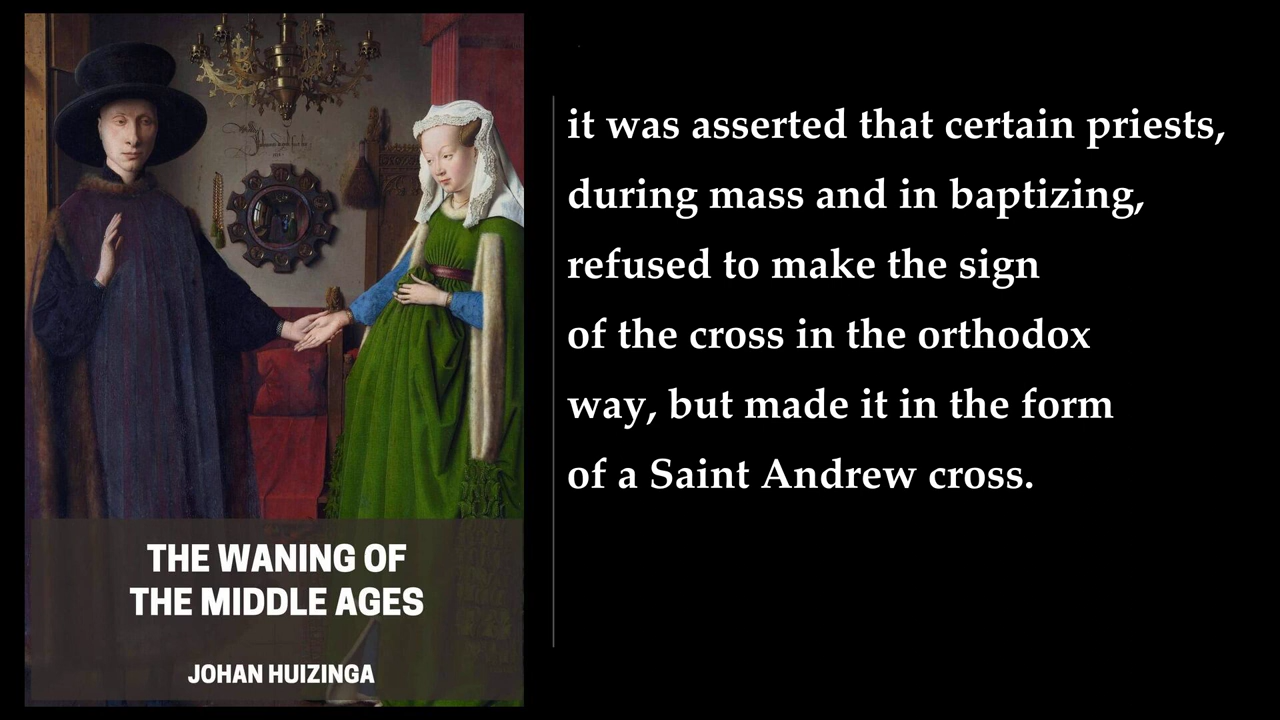 THE WANING OF
THE MIDDLE AGES
JOHAN HUIZINGA
it was asserted that certain priests,
during mass and in baptizing,
refused to make the sign
of the cross in the orthodox
way, but made it in the form
of a Saint Andrew cross.